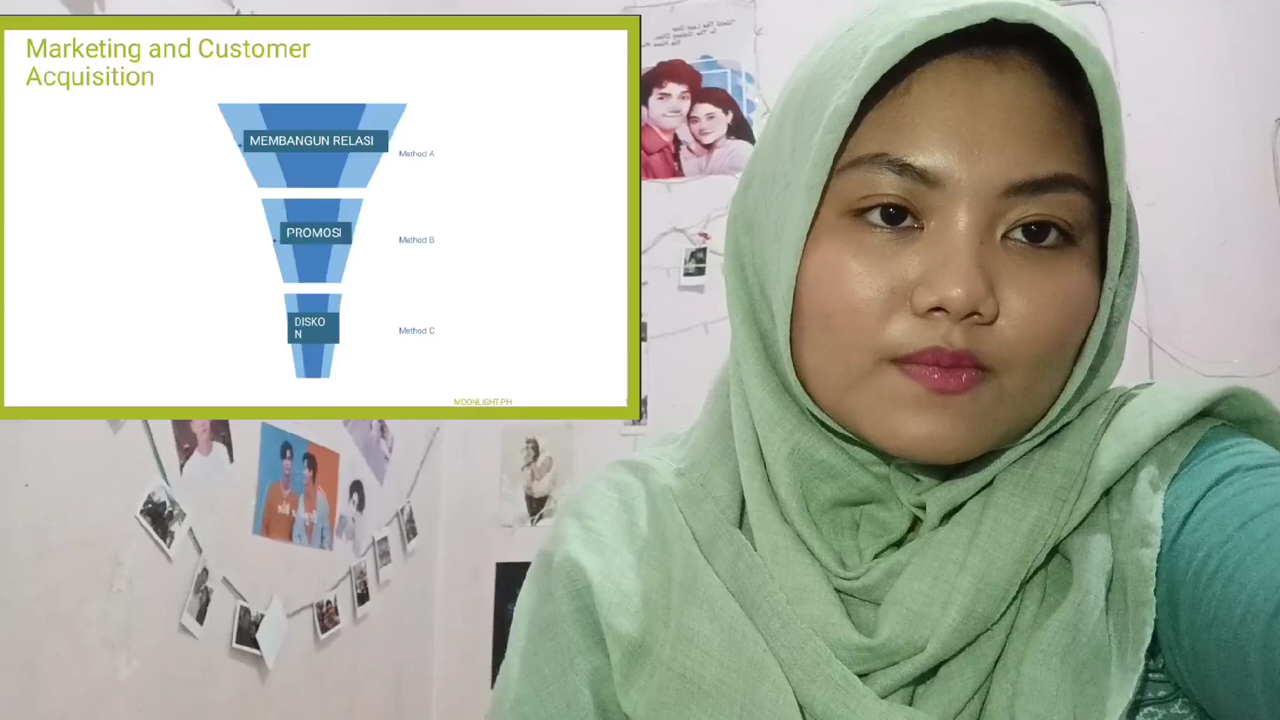 Marketing and Customer
Acquisition
MEMBANGUN RELASI
Method A
PROMOSI
Method B
DISKO
N
Method C
MOONLIGHT PH